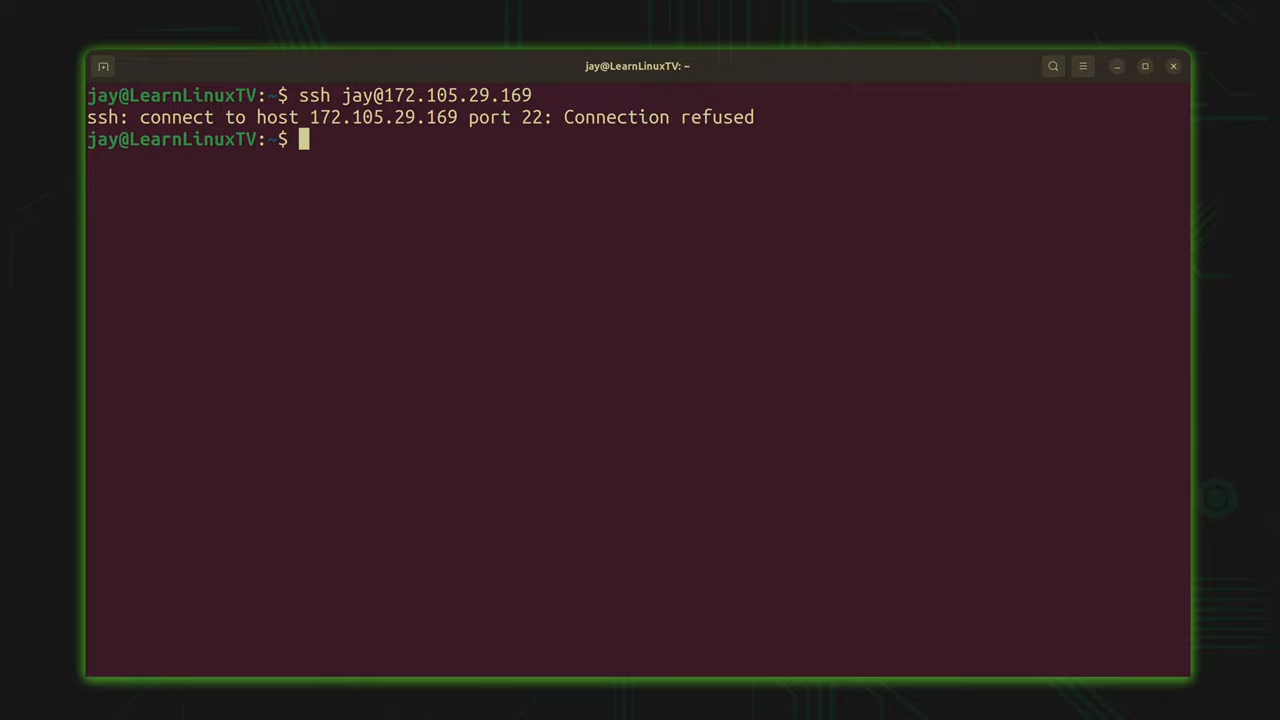 jay@LearnLinuxTV: ~
jay@LearnLinuxTV:~$ ssh jay@172.105.29.169
ssh: connect to host 172.105.29.169 port 22: Connection refused
jay@LearnLinuxTV:~$